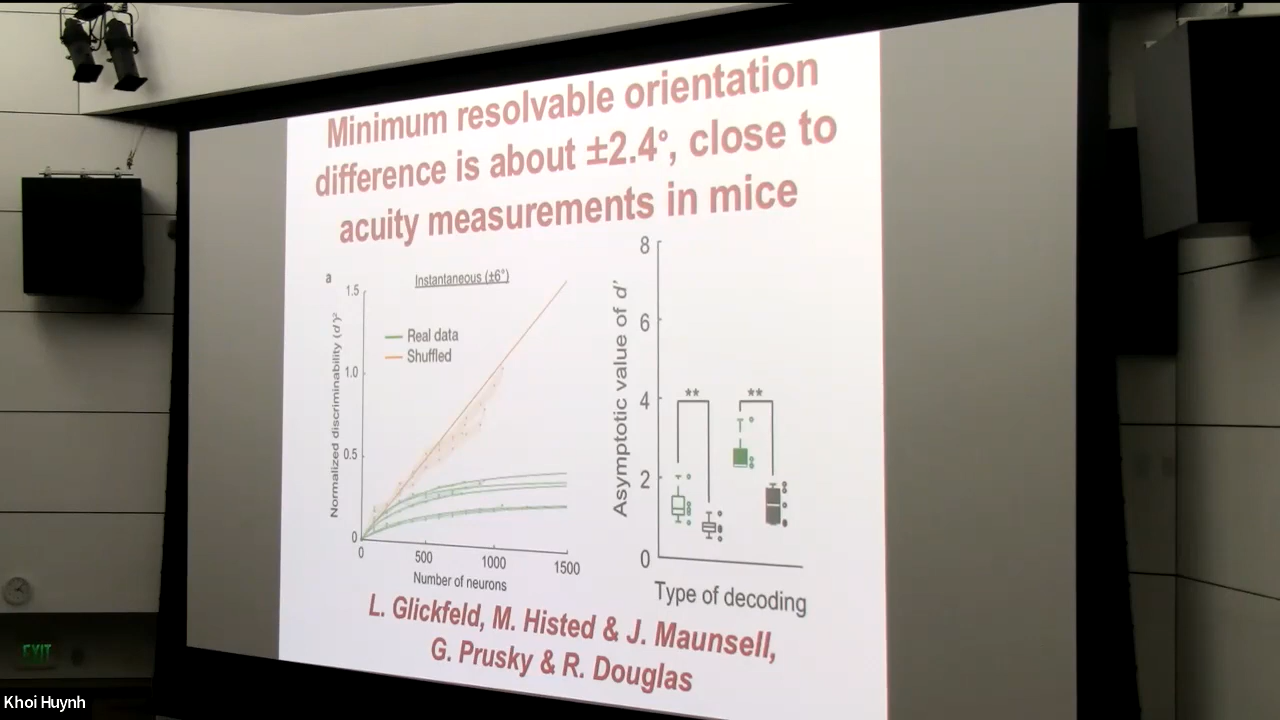 Minimum resolvable orientation
difference is about ±2.4°, close to
acuity measurements in mice
a
Instantaneous (±6°)
Normalized discriminability (d′)²
1.5
1.0
0.5
0
Real data
Shuffled
0
500
1000
1500
Number of neurons
Asymptotic value of d′
8
6
4
2
0
**
**
Type of decoding
L. Glickfeld, M. Histed & J. Maunsell,
G. Prusky & R. Douglas
EXIT
Khoi Huynh